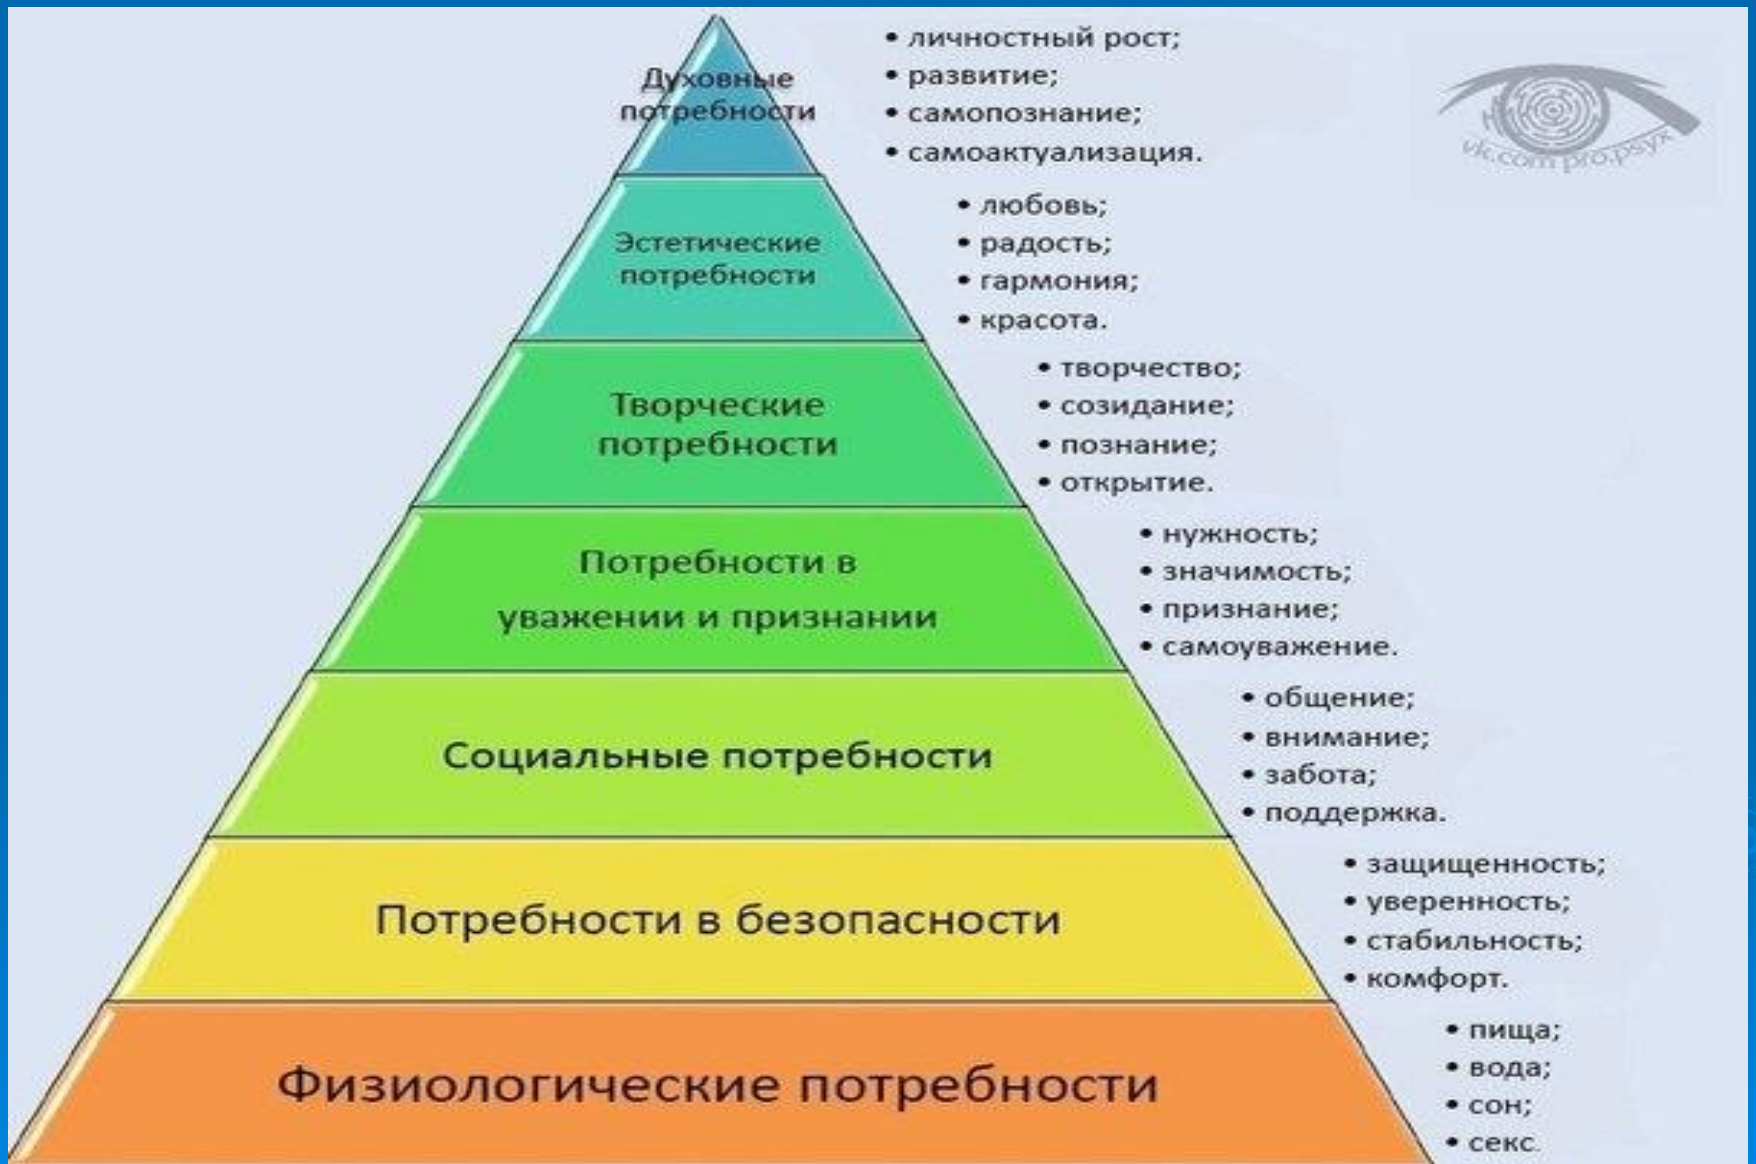 Духовные
потребности
• личностный рост;
• развитие;
• самопознание;
• самоактуализация.
vk.com pro.psyx
Эстетические
потребности
• любовь;
• радость;
• гармония;
• красота.
Творческие
потребности
• творчество;
• созидание;
• познание;
• открытие.
Потребности в
уважении и признании
• нужность;
• значимость;
• признание;
• самоуважение.
Социальные потребности
• общение;
• внимание;
• забота;
• поддержка.
Потребности в безопасности
• защищенность;
• уверенность;
• стабильность;
• комфорт.
Физиологические потребности
• пища;
• вода;
• сон;
• секс.